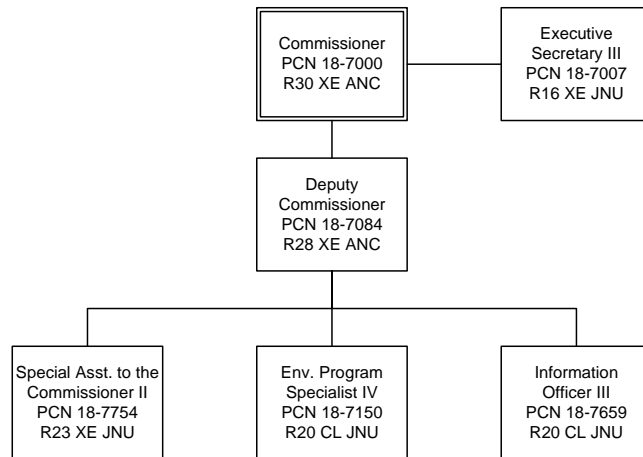 Commissioner
PCN 18-7000
R30 XE ANC
Executive
Secretary III
PCN 18-7007
R16 XE JNU
Deputy
Commissioner
PCN 18-7084
R28 XE ANC
Special Asst. to the
Commissioner II
PCN 18-7754
R23 XE JNU
Env. Program
Specialist IV
PCN 18-7150
R20 CL JNU
Information
Officer III
PCN 18-7659
R20 CL JNU